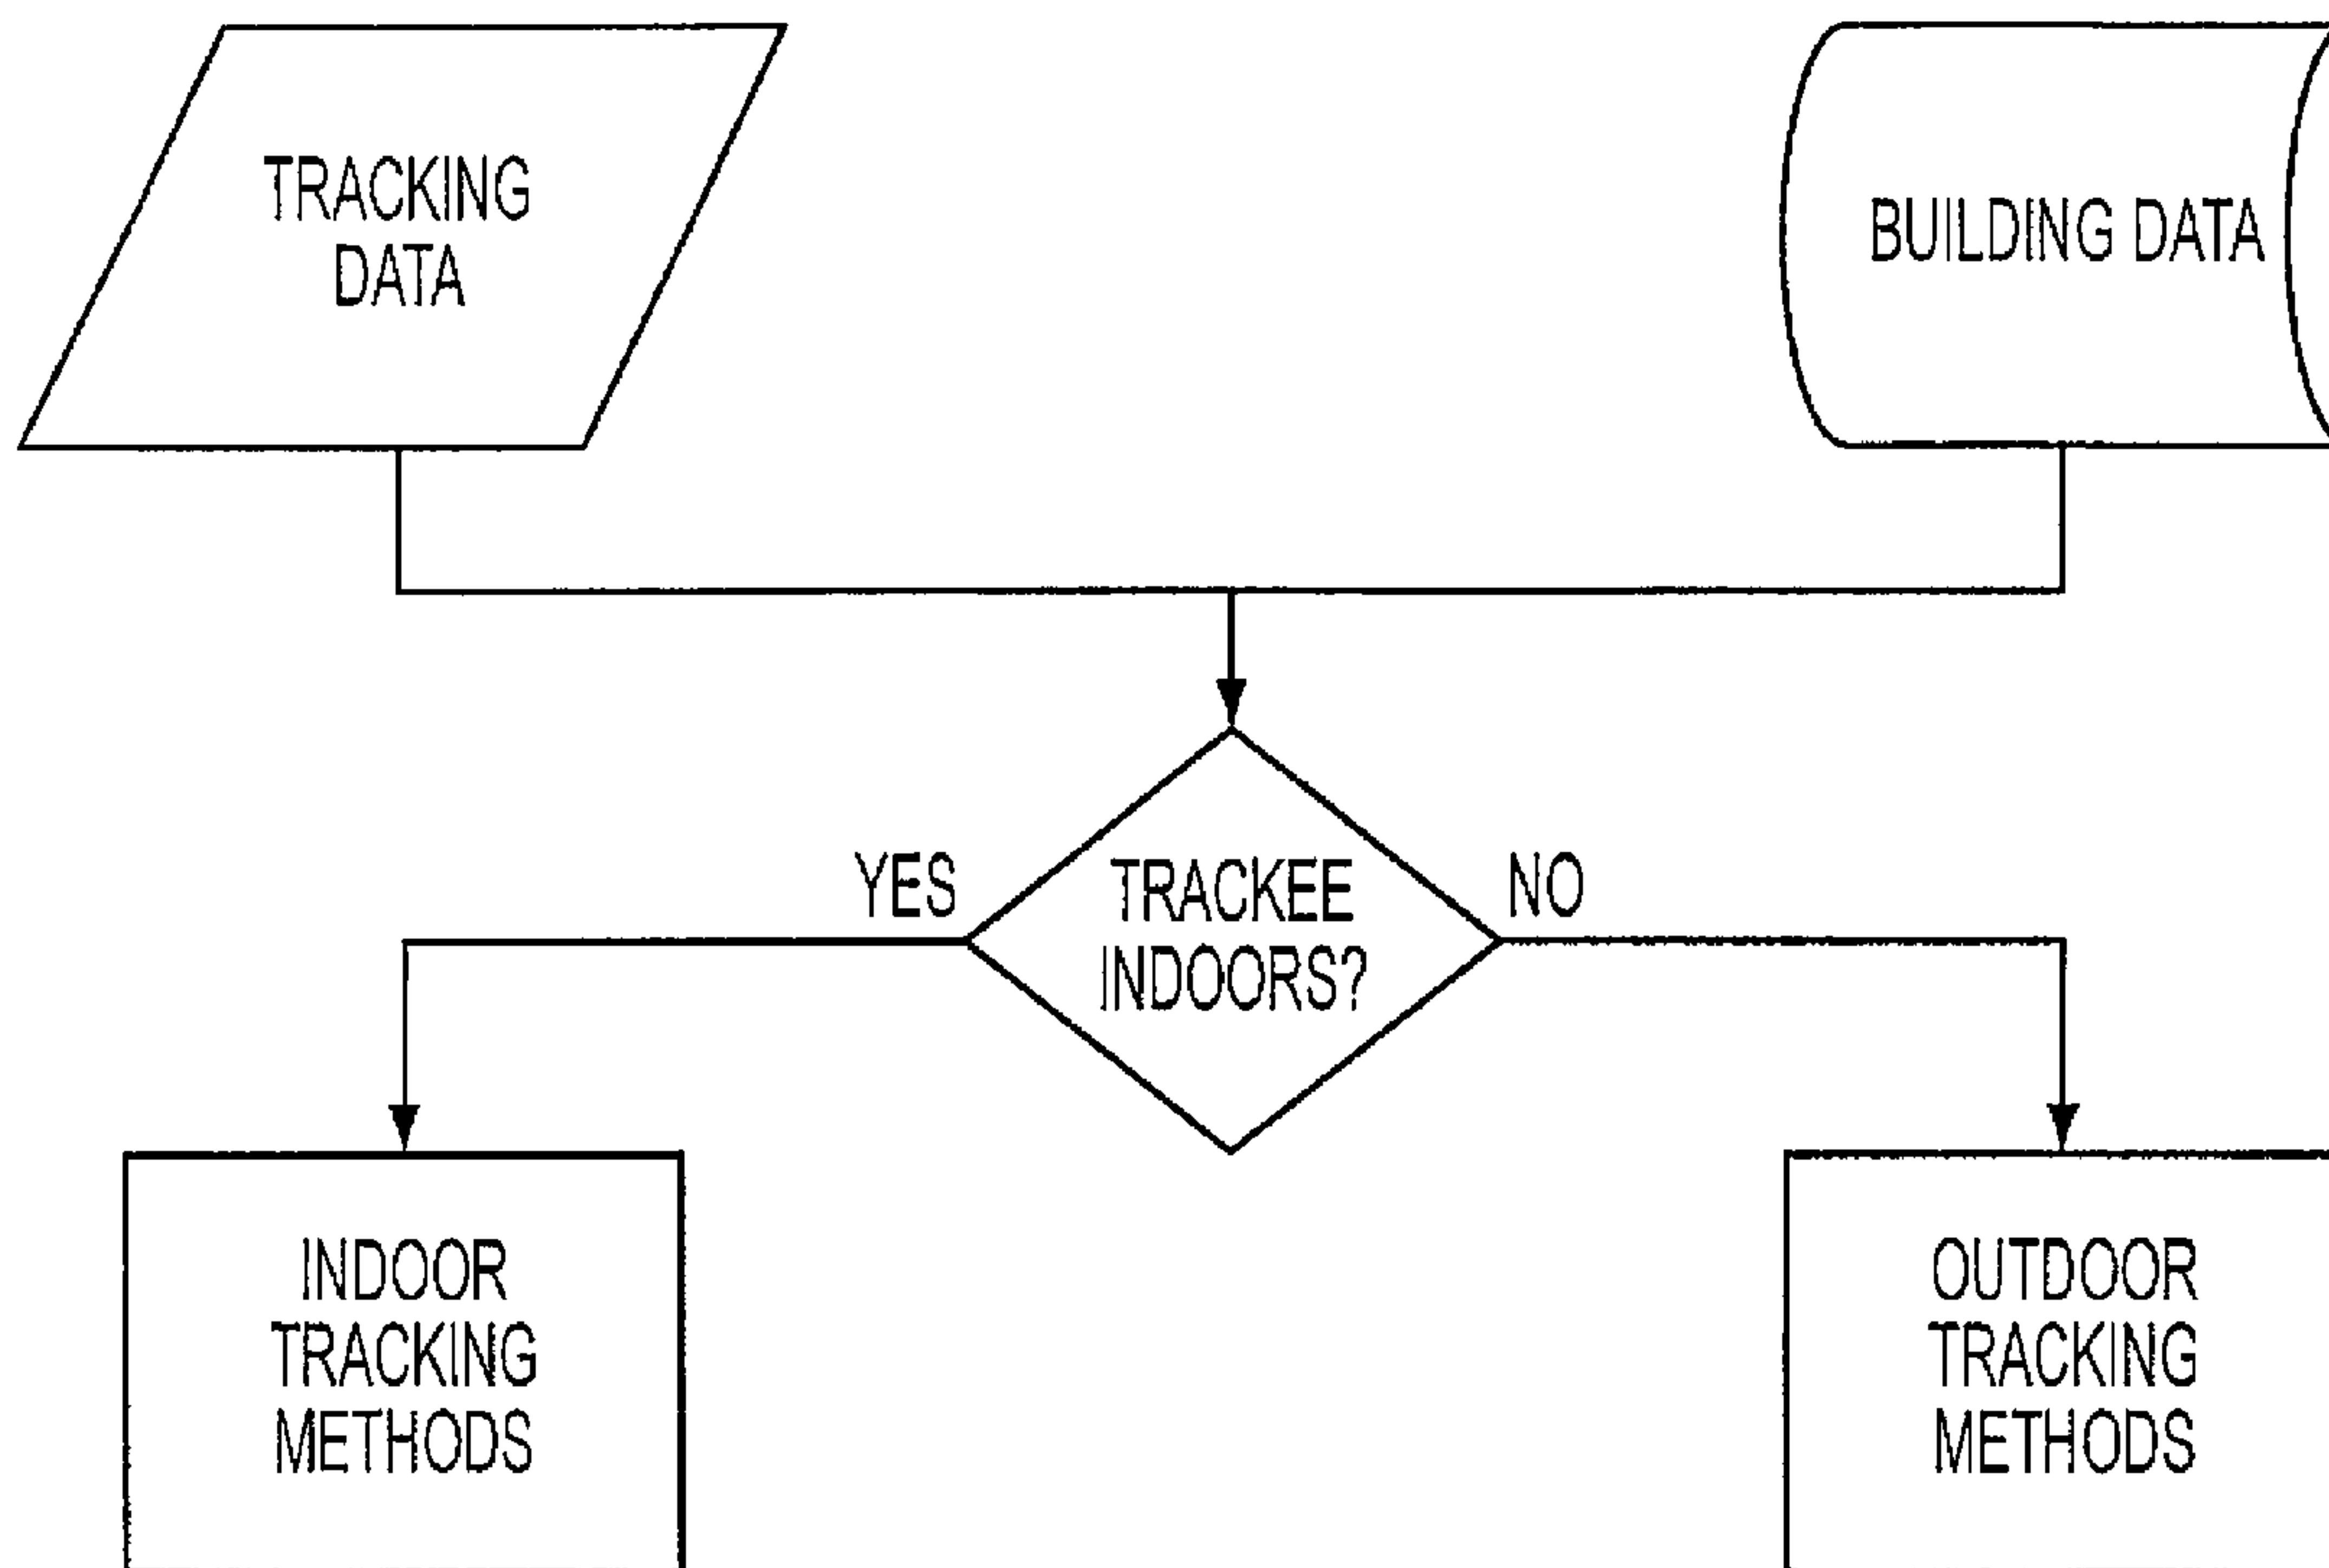 TRACKING
DATA
BUILDING DATA
YES
TRACKEE
INDOORS?
NO
INDOOR
TRACKING
METHODS
OUTDOOR
TRACKING
METHODS